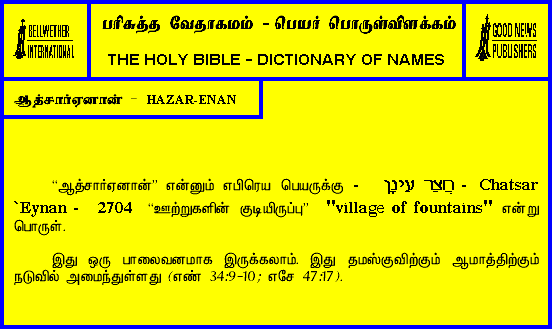 BELLWETHER
INTERNATIONAL
பரிசுத்த வேதாகமம் - பெயர் பொருள்விளக்கம்
THE HOLY BIBLE - DICTIONARY OF NAMES
GOOD NEWS
PUBLISHERS
ஆத்சார்ஏனான் - HAZAR-ENAN
“ஆத்சார்ஏனான்” என்னும் எபிரெய பெயருக்கு - חֲצַר עֵינָן - Chatsar
`Eynan - 2704 “ஊற்றுகளின் குடியிருப்பு” "village of fountains" என்று
பொருள்.
இது ஒரு பாலைவனமாக இருக்கலாம். இது தமஸ்குவிற்கும் ஆமாத்திற்கும்
நடுவில் அமைந்துள்ளது (எண் 34:9-10; எசே 47:17).